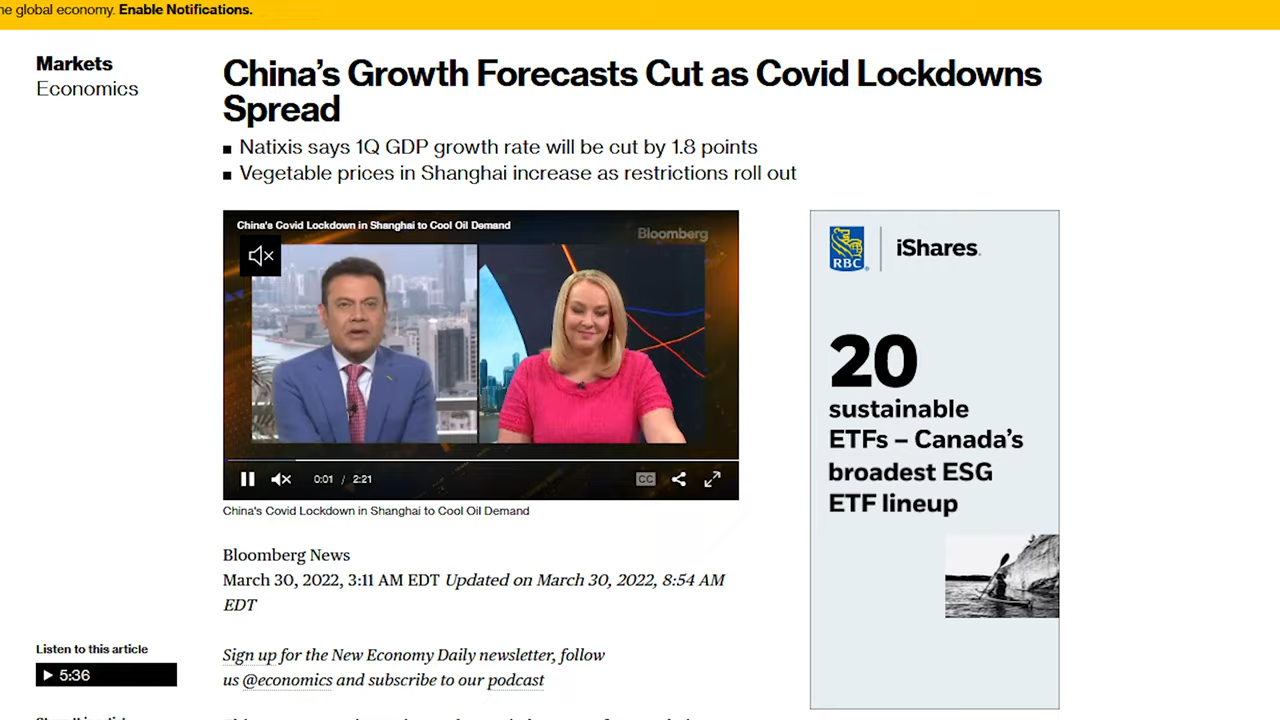 ne global economy. Enable Notifications.
Markets
Economics
China's Growth Forecasts Cut as Covid Lockdowns
Spread
Natixis says 1Q GDP growth rate will be cut by 1.8 points
Vegetable prices in Shanghai increase as restrictions roll out
China's Covid Lockdown in Shanghai to Cool Oil Demand
Bloomberg
0:01 / 2:21
CC
China's Covid Lockdown in Shanghai to Cool Oil Demand
RBC
iShares.
20
sustainable
ETFs – Canada's
broadest ESG
ETF lineup
Bloomberg News
March 30, 2022, 3:11 AM EDT Updated on March 30, 2022, 8:54 AM
EDT
Listen to this article
5:36
Sign up for the New Economy Daily newsletter, follow
us @economics and subscribe to our podcast